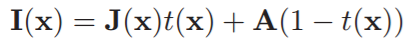 I(x) = J(x)t(x) + A(1 − t(x))